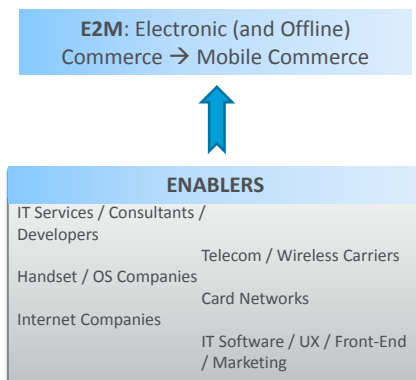 E2M: Electronic (and Offline)
Commerce → Mobile Commerce
ENABLERS
IT Services / Consultants /
Developers
Telecom / Wireless Carriers
Handset / OS Companies
Card Networks
Internet Companies
IT Software / UX / Front-End
/ Marketing